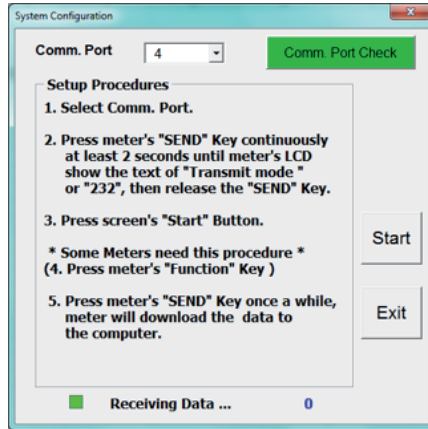 System Configuration
Comm. Port 4 Comm. Port Check
Setup Procedures
1. Select Comm. Port.
2. Press meter's "SEND" Key continuously
at least 2 seconds until meter's LCD
show the text of "Transmit mode "
or "232", then release the "SEND" Key.
3. Press screen's "Start" Button.
* Some Meters need this procedure *
(4. Press meter's "Function" Key )
5. Press meter's "SEND" Key once a while,
meter will download the data to
the computer.
Start
Exit
Receiving Data ... 0